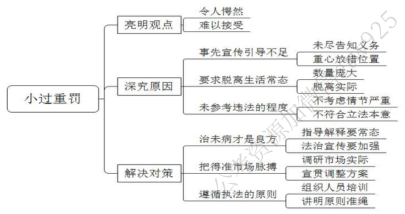 小过重罚
亮明观点
令人愕然
难以接受
深究原因
事先宣传引导不足
未尽告知义务
重心放错位置
要求脱离生活常态
数量庞大
脱离实际
未参考违法的程度
不考虑情节严重
不符合立法本意
解决对策
治未病才是良方
指导解释要常态
法治宣传要加强
把得准市场脉搏
调研市场实际
宣贯调整方案
遵循执法的原则
组织人员培训
讲明原则准绳